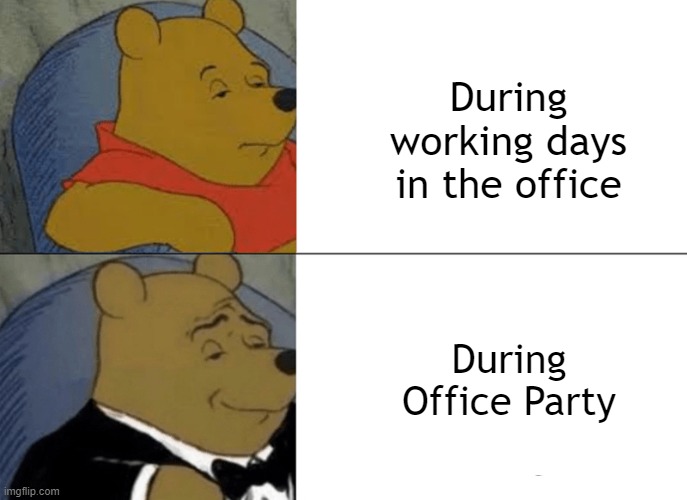 During
working days
in the office
During
Office Party
imgflip.com